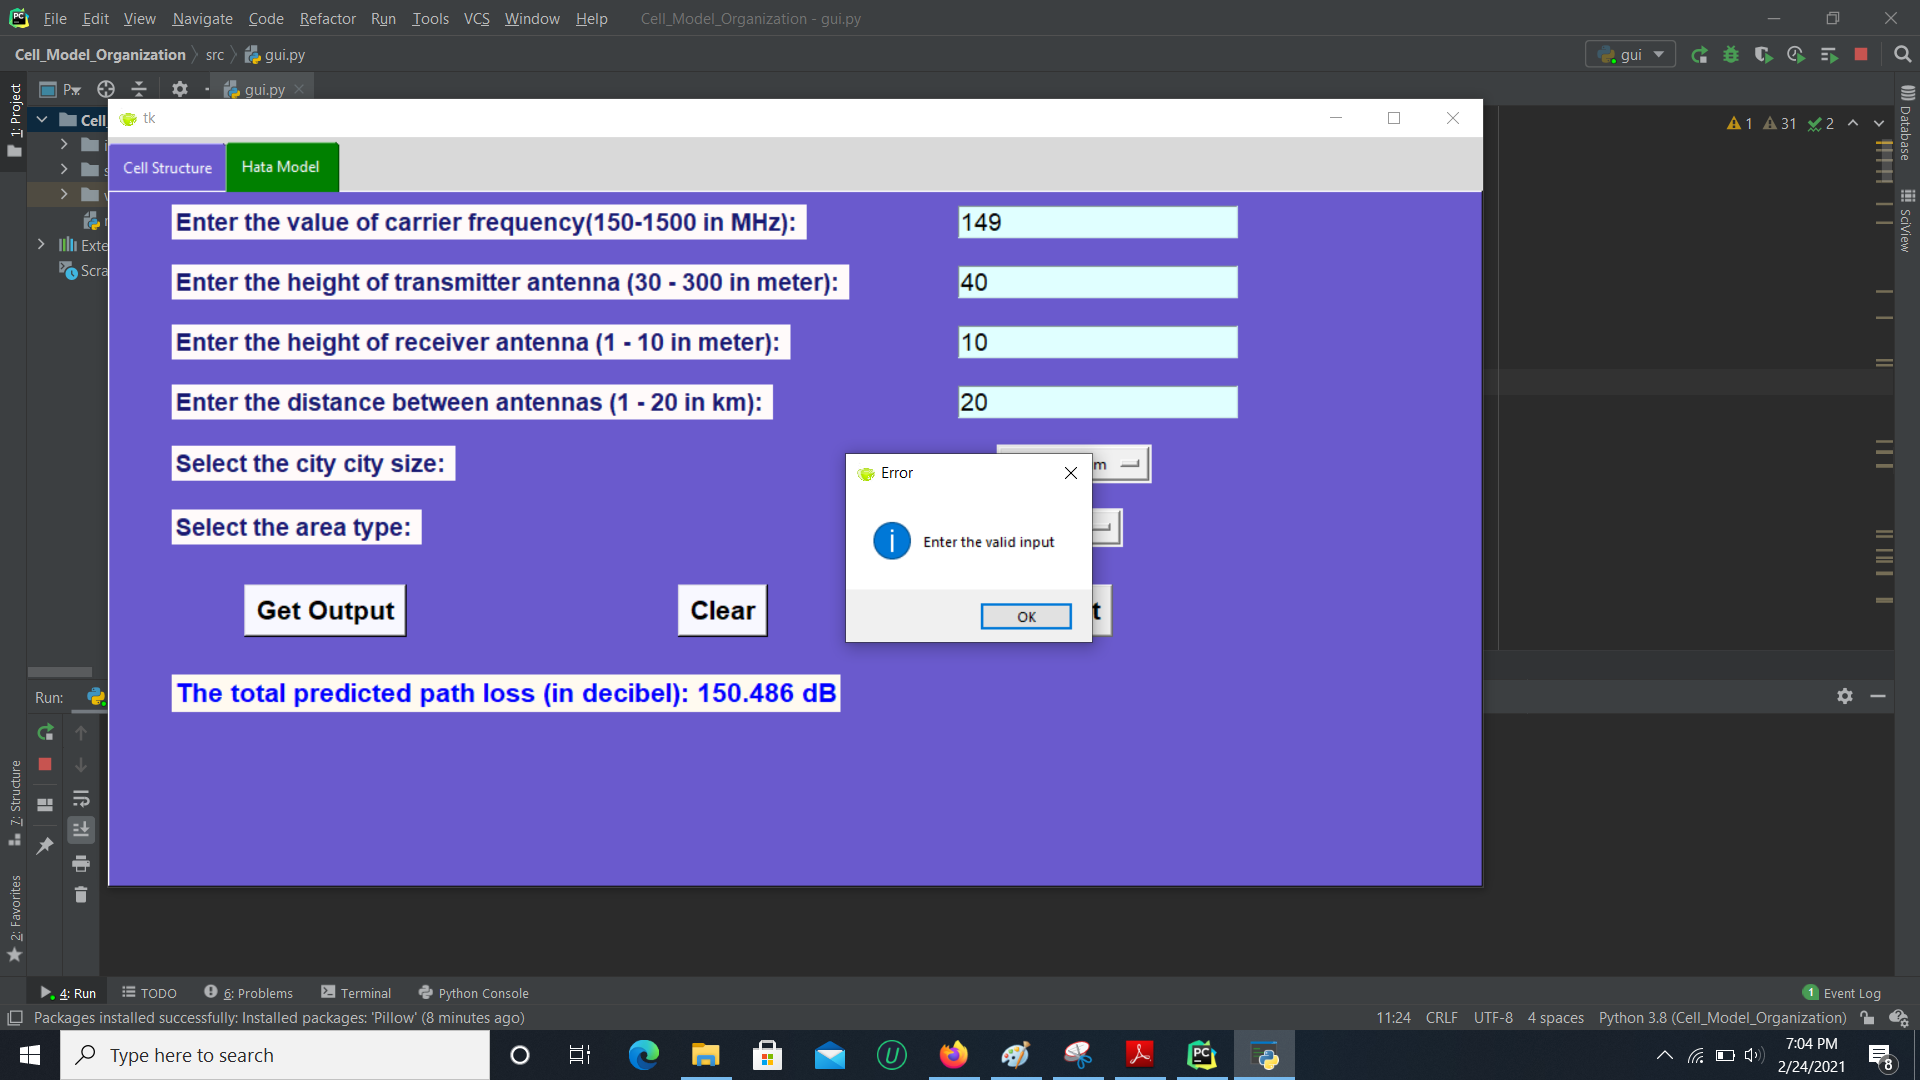 File Edit View Navigate Code Refactor Run Tools VCS Window Help Cell_Model_Organization - gui.py
Cell_Model_Organization src gui.py
gui
P...
gui.py
1: Project
Cell_
Exte
Scra
1 31 2
Database
SciView
tk
Cell Structure Hata Model
Enter the value of carrier frequency(150-1500 in MHz): 149
Enter the height of transmitter antenna (30 - 300 in meter): 40
Enter the height of receiver antenna (1 - 10 in meter): 10
Enter the distance between antennas (1 - 20 in km): 20
Select the city city size: m
Select the area type:
Error
Enter the valid input
OK
Get Output Clear t
The total predicted path loss (in decibel): 150.486 dB
Run:
7: Structure
2: Favorites
4: Run TODO 6: Problems Terminal Python Console 1 Event Log
Packages installed successfully: Installed packages: 'Pillow' (8 minutes ago) 11:24 CRLF UTF-8 4 spaces Python 3.8 (Cell_Model_Organization)
Type here to search
7:04 PM
2/24/2021
8